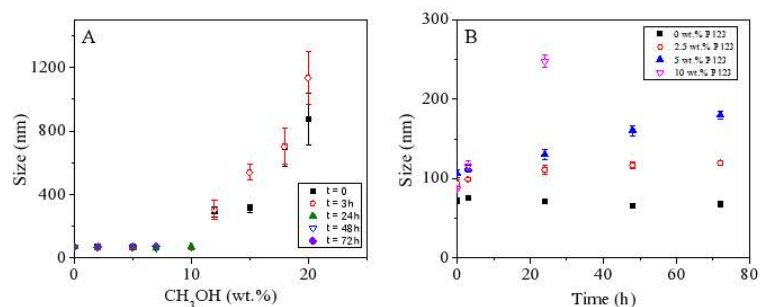 A
Size (nm)
1200
800
400
0
0
5
10
15
20
CH3OH (wt.%)
t = 0
t = 3h
t = 24h
t = 48h
t = 72h
B
Size (nm)
300
200
100
0
0
20
40
60
80
Time (h)
0 wt.% P123
2.5 wt.% P123
5 wt.% P123
10 wt.% P123